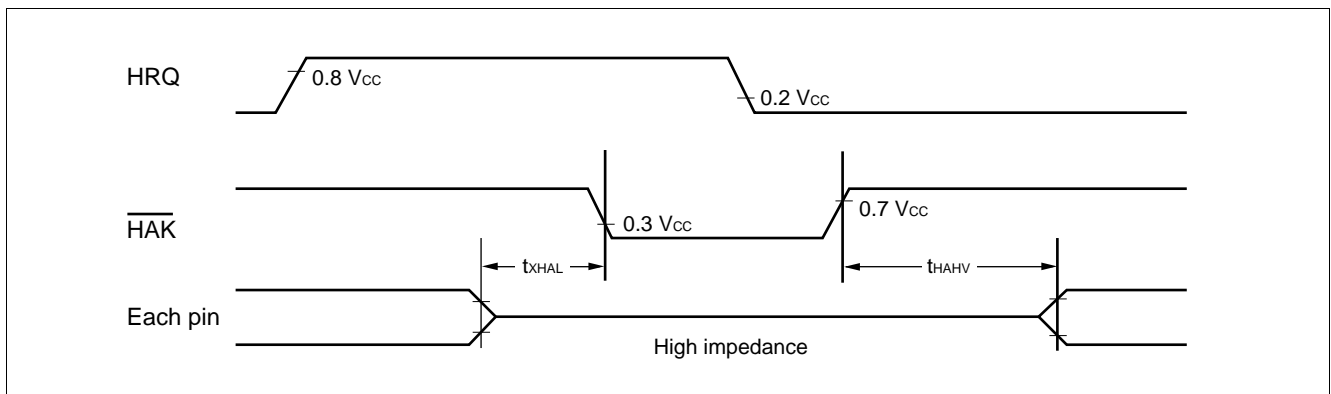 HRQ
0.8 Vcc
0.2 Vcc
HAK
0.3 Vcc
0.7 Vcc
tXHAL
tHAHV
Each pin
High impedance